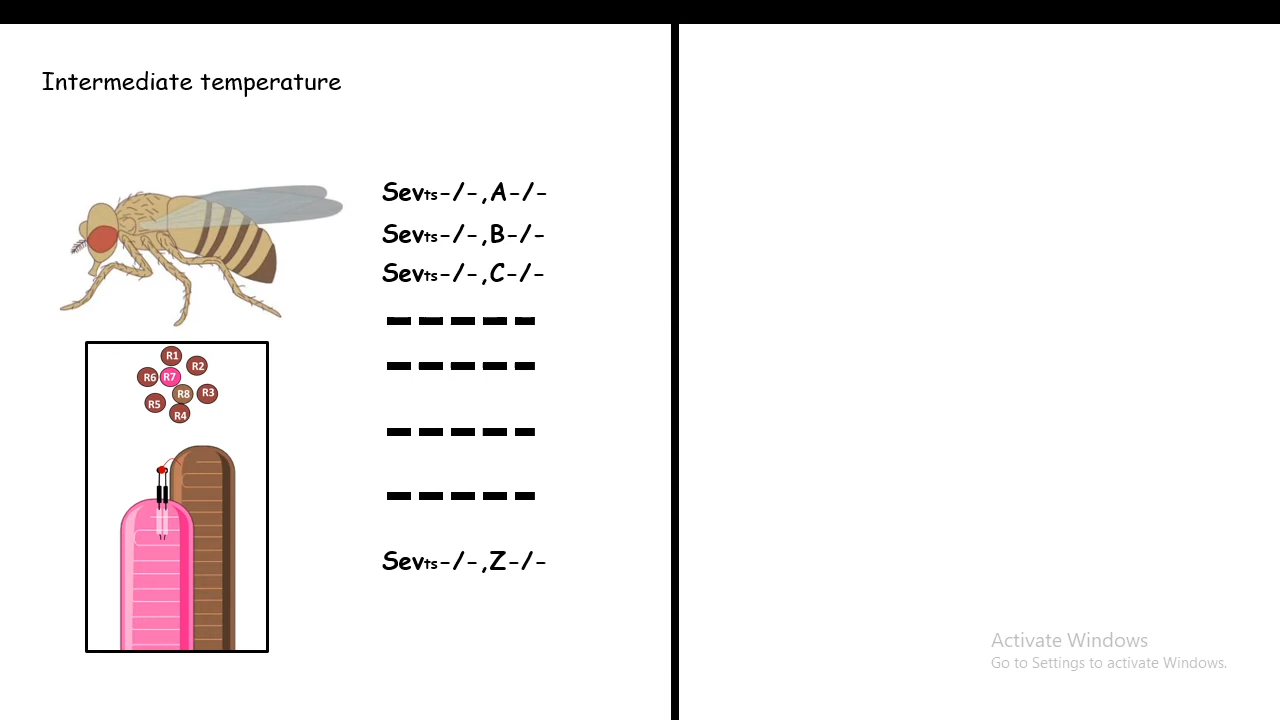 Intermediate temperature
Sevts-/-,A-/-
Sevts-/-,B-/-
Sevts-/-,C-/-
R1
R2
R6 R7
R8 R3
R5
R4
Sevts-/-,Z-/-
Activate Windows
Go to Settings to activate Windows.